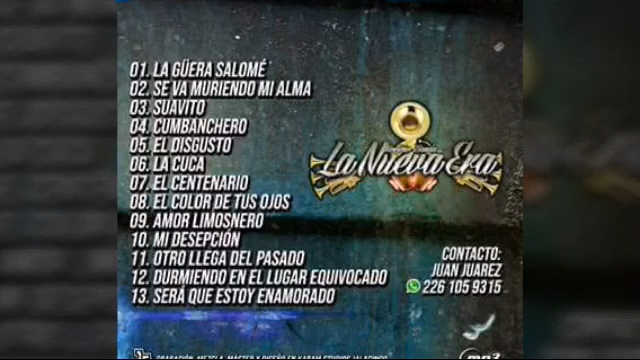 01. LA GÜERA SALOMÉ
02. SE VA MURIENDO MI ALMA
03. SUAVITO
04. CUMBANCHERO
05. EL DISGUSTO
06. LA CUCA
07. EL CENTENARIO
08. EL COLOR DE TUS OJOS
09. AMOR LIMOSNERO
10. MI DESEPCIÓN
11. OTRO LLEGA DEL PASADO
12. DURMIENDO EN EL LUGAR EQUIVOCADO
13. SERÁ QUE ESTOY ENAMORADO
La Nueva Era
CONTACTO:
JUAN JUAREZ
226 105 9315